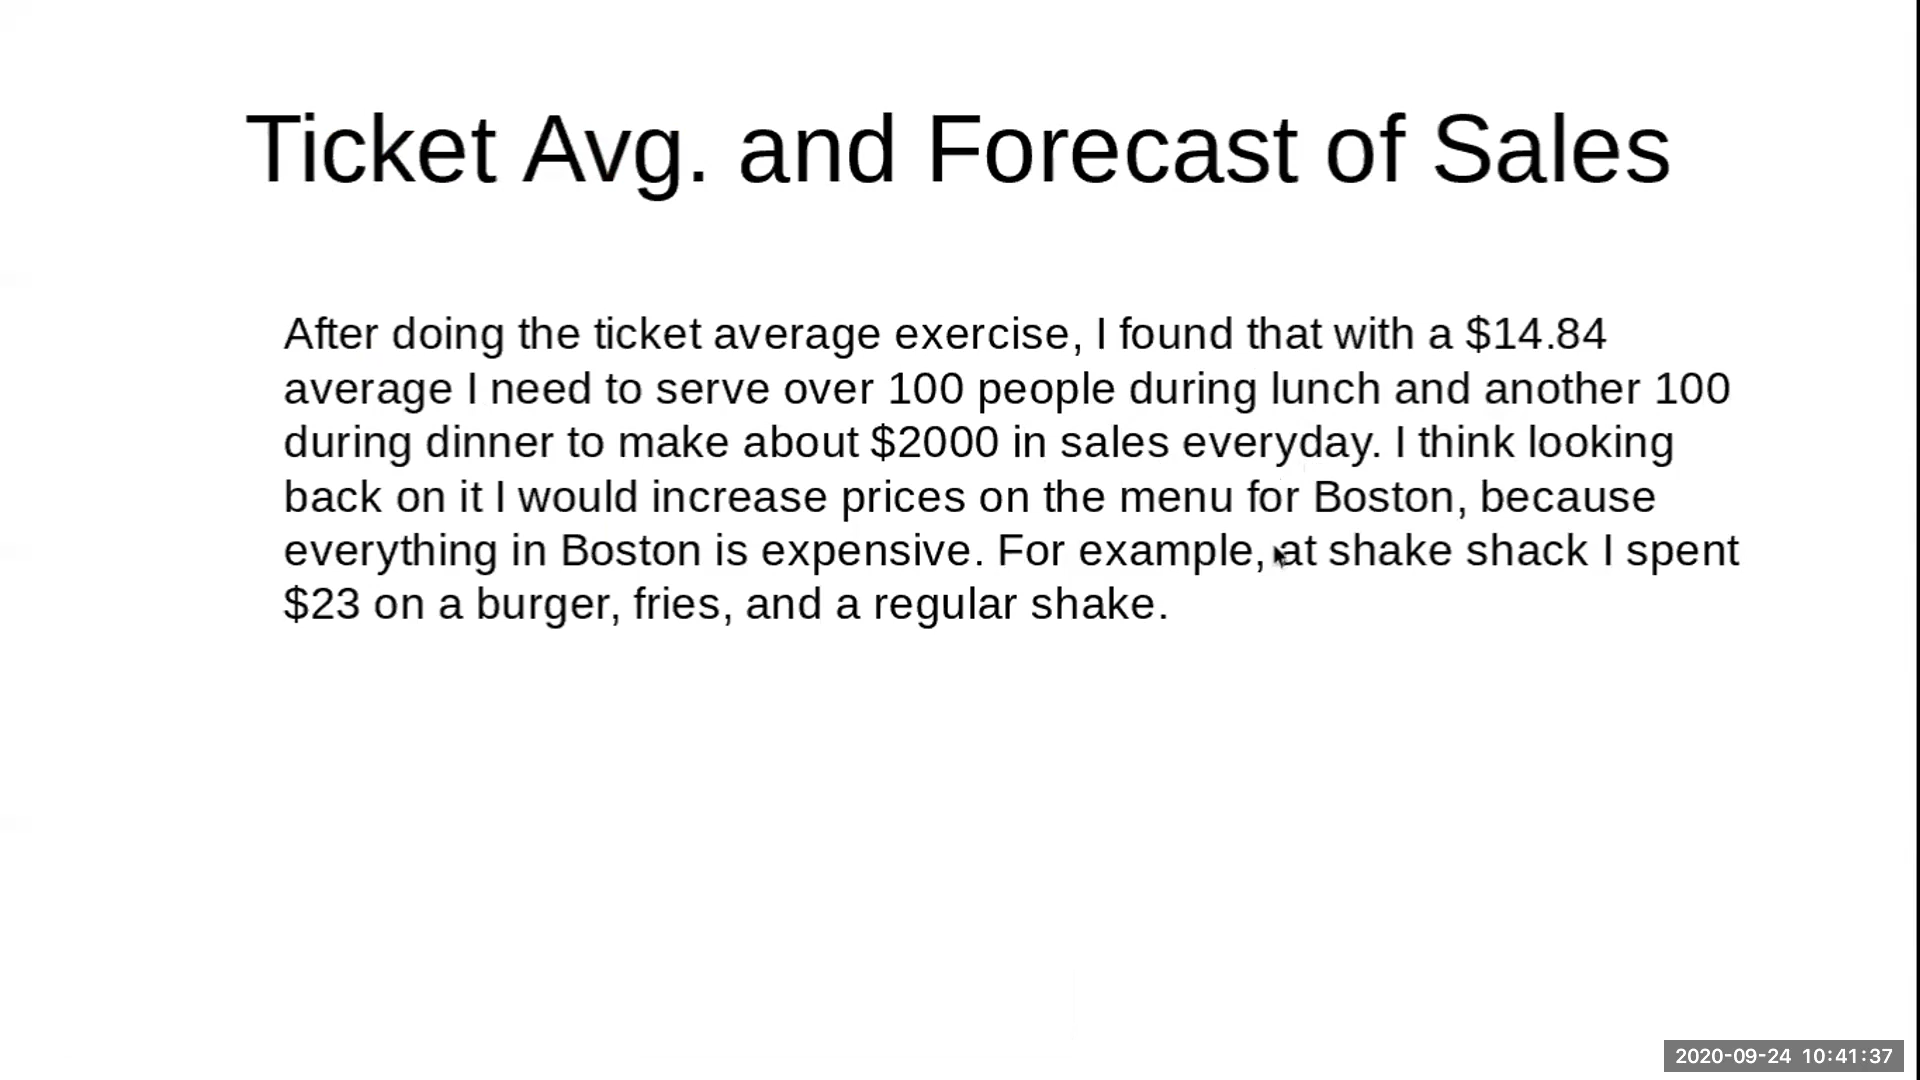 Ticket Avg. and Forecast of Sales
After doing the ticket average exercise, I found that with a $14.84
average I need to serve over 100 people during lunch and another 100
during dinner to make about $2000 in sales everyday. I think looking
back on it I would increase prices on the menu for Boston, because
everything in Boston is expensive. For example, at shake shack I spent
$23 on a burger, fries, and a regular shake.
2020-09-24 10:41:37